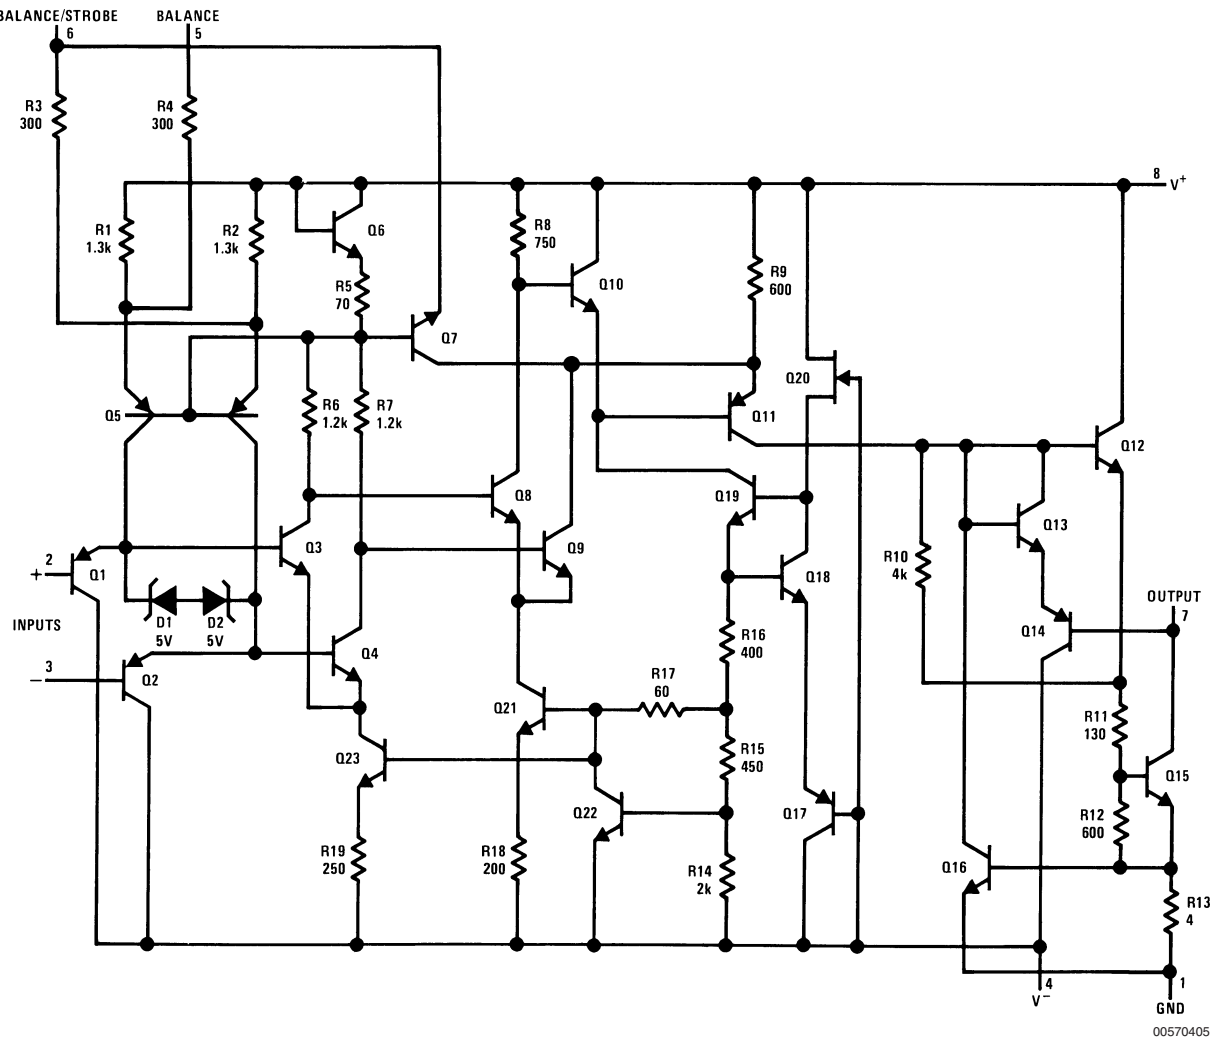 BALANCE/STROBE
6
BALANCE
5
R3
300
R4
300
8
V+
R1
1.3k
R2
1.3k
Q6
R8
750
R5
70
Q10
R9
600
Q7
Q20
Q5
R6
1.2k
R7
1.2k
Q11
Q12
Q8
Q19
Q3
Q9
Q13
R10
4k
2
+
Q1
Q18
D1
5V
D2
5V
INPUTS
OUTPUT
7
R16
400
Q14
3
−
Q2
Q4
R17
60
Q21
R11
130
Q23
R15
450
Q15
Q22
Q17
R12
600
R19
250
R18
200
R14
2k
Q16
R13
4
4
V−
1
GND
00570405